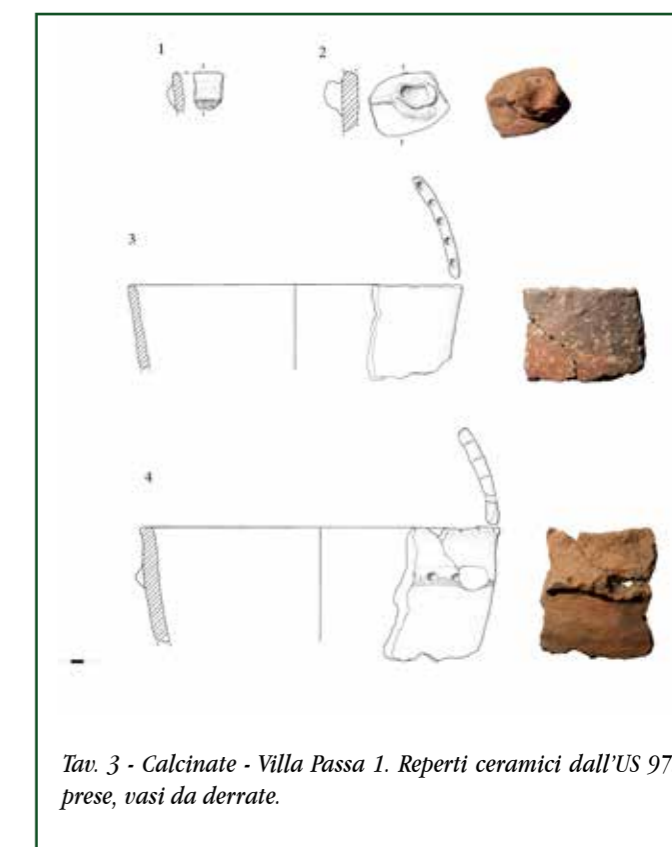 1
2
3
4
Tav. 3 - Calcinate - Villa Passa 1. Reperti ceramici dall'US 97
prese, vasi da derrate.